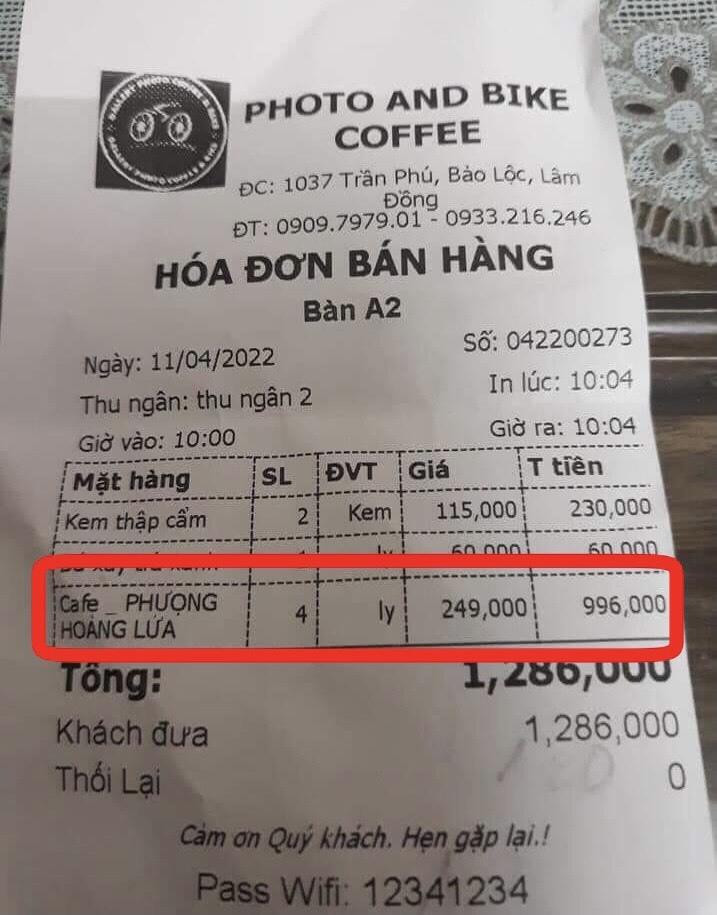 PHOTO AND BIKE
COFFEE
ĐC: 1037 Trần Phú, Bảo Lộc, Lâm
Đồng
ĐT: 0909.7979.01 - 0933.216.246
HÓA ĐƠN BÁN HÀNG
Bàn A2
Ngày: 11/04/2022 Số: 042200273
Thu ngân: thu ngân 2 In lúc: 10:04
Giờ vào: 10:00 Giờ ra: 10:04
Mặt hàng SL ĐVT Giá T tiền
Kem thập cẩm 2 Kem 115,000 230,000
60,000 60,000
Cafe _ PHƯỢNG 4 ly 249,000 996,000
HOÀNG LỬA
Tổng: 1,286,000
Khách đưa 1,286,000
Thối Lại 0
Cảm ơn Quý khách. Hẹn gặp lại.!
Pass Wifi: 12341234